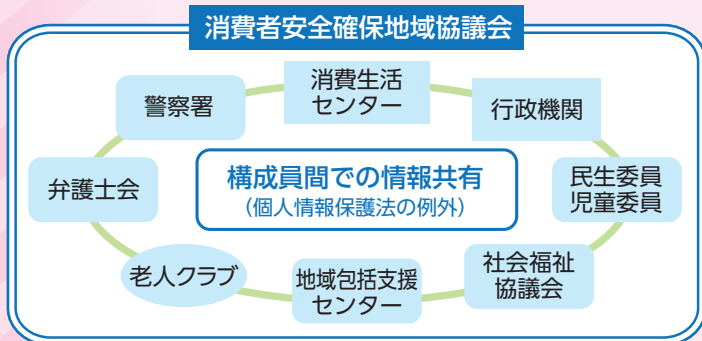 消費者安全確保地域協議会
消費生活
センター
警察署
行政機関
弁護士会
構成員間での情報共有
(個人情報保護法の例外)
民生委員
児童委員
老人クラブ
地域包括支援
センター
社会福祉
協議会